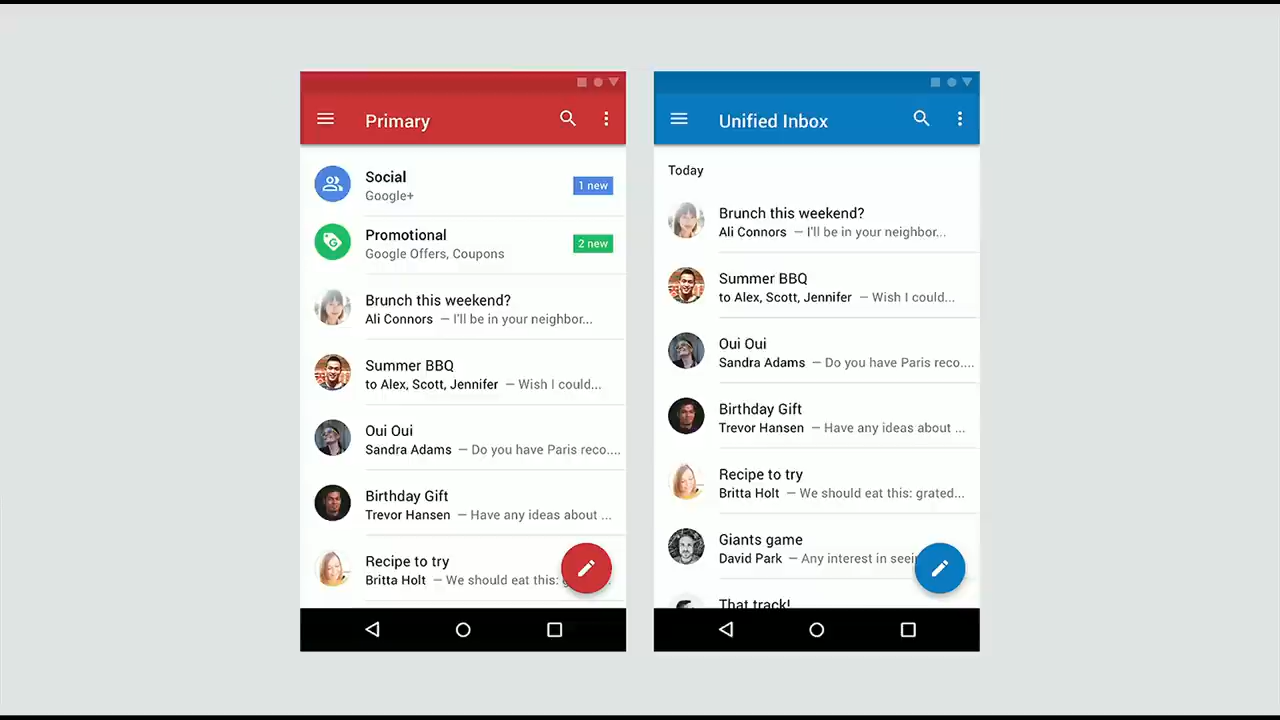 Primary
Social
Google+
1 new
Promotional
Google Offers, Coupons
2 new
Brunch this weekend?
Ali Connors — I'll be in your neighbor...
Summer BBQ
to Alex, Scott, Jennifer — Wish I could...
Oui Oui
Sandra Adams — Do you have Paris reco....
Birthday Gift
Trevor Hansen — Have any ideas about ...
Recipe to try
Britta Holt — We should eat this:
Unified Inbox
Today
Brunch this weekend?
Ali Connors — I'll be in your neighbor...
Summer BBQ
to Alex, Scott, Jennifer — Wish I could...
Oui Oui
Sandra Adams — Do you have Paris reco....
Birthday Gift
Trevor Hansen — Have any ideas about ...
Recipe to try
Britta Holt — We should eat this: grated...
Giants game
David Park — Any interest in
That track!